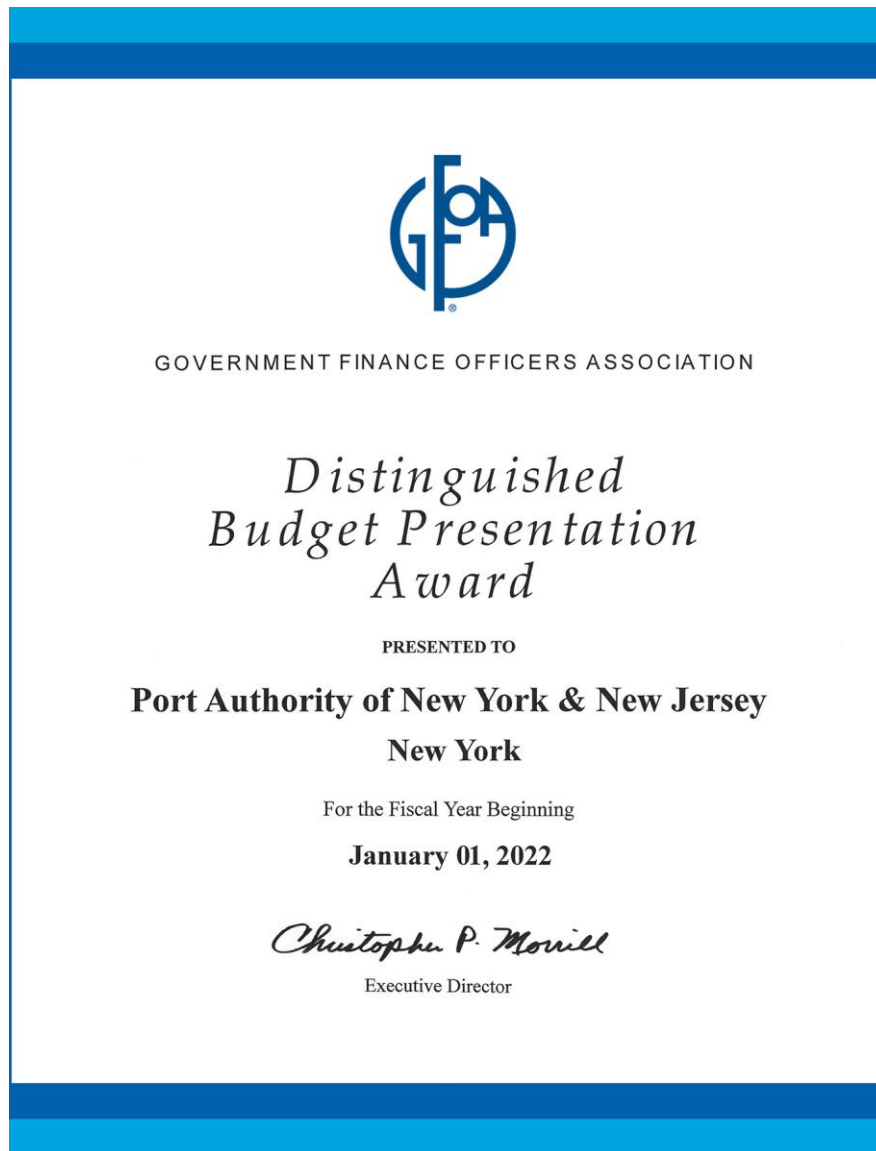 GFOA
®
GOVERNMENT FINANCE OFFICERS ASSOCIATION
Distinguished
Budget Presentation
Award
PRESENTED TO
Port Authority of New York & New Jersey
New York
For the Fiscal Year Beginning
January 01, 2022
Christopher P. Morrill
Executive Director